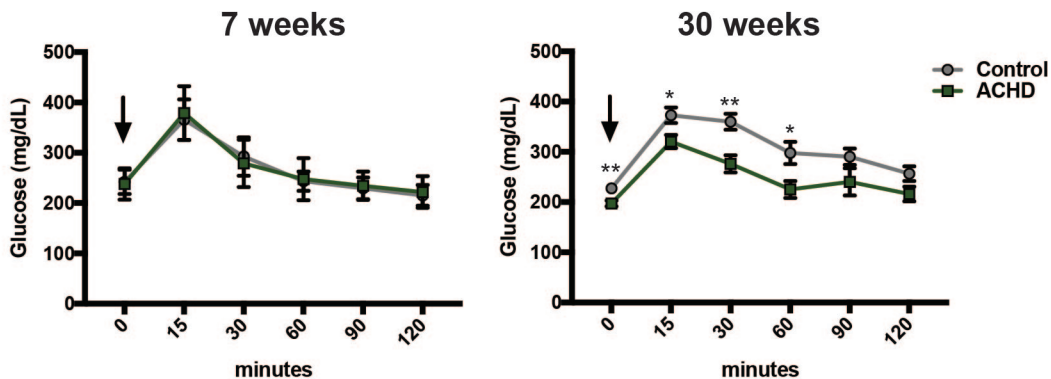 7 weeks
500
400
300
200
100
0
Glucose (mg/dL)
0 15 30 60 90 120
minutes
30 weeks
500
400
300
200
100
0
Glucose (mg/dL)
** * ** *
0 15 30 60 90 120
minutes
Control
ACHD